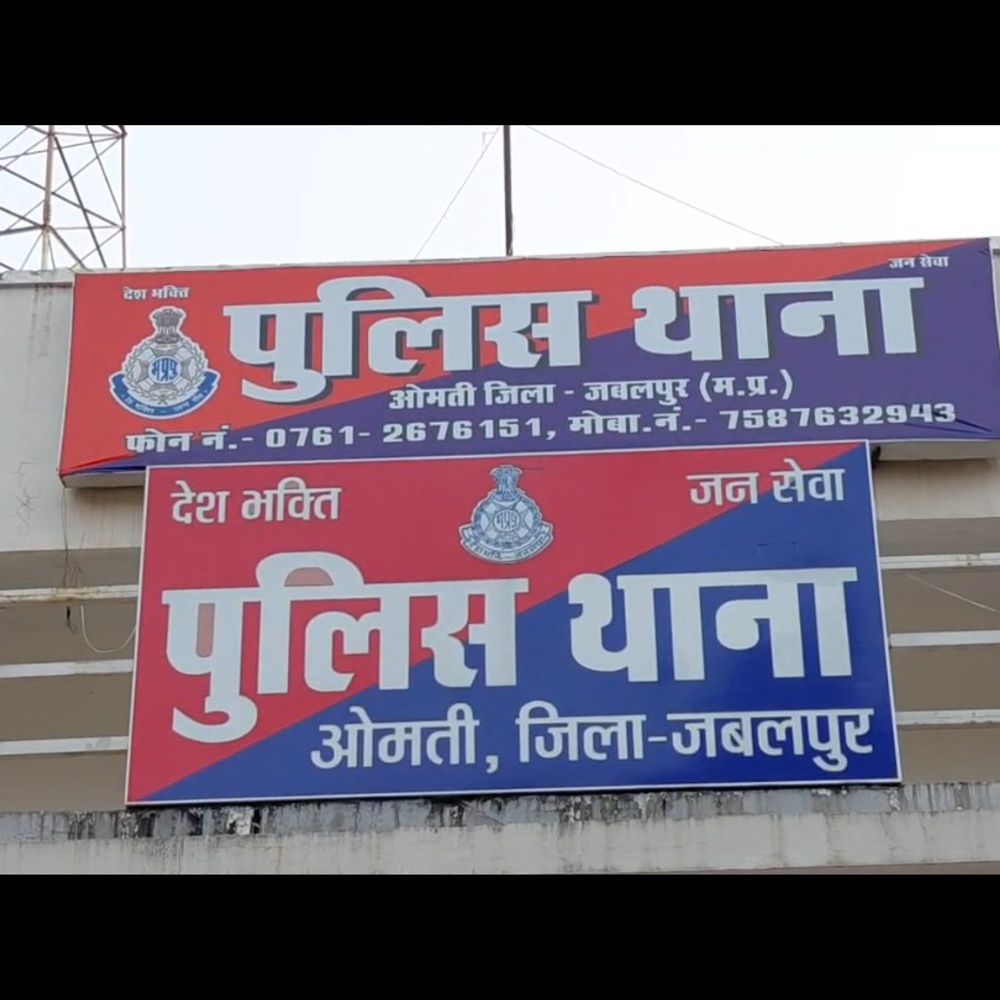 देश भक्ति जन सेवा
पुलिस थाना
ओमती जिला - जबलपुर (म.प्र.)
फोन नं.- 0761- 2676151, मोबा.नं.- 7587632943
देश भक्ति जन सेवा
पुलिस थाना
ओमती, जिला-जबलपुर